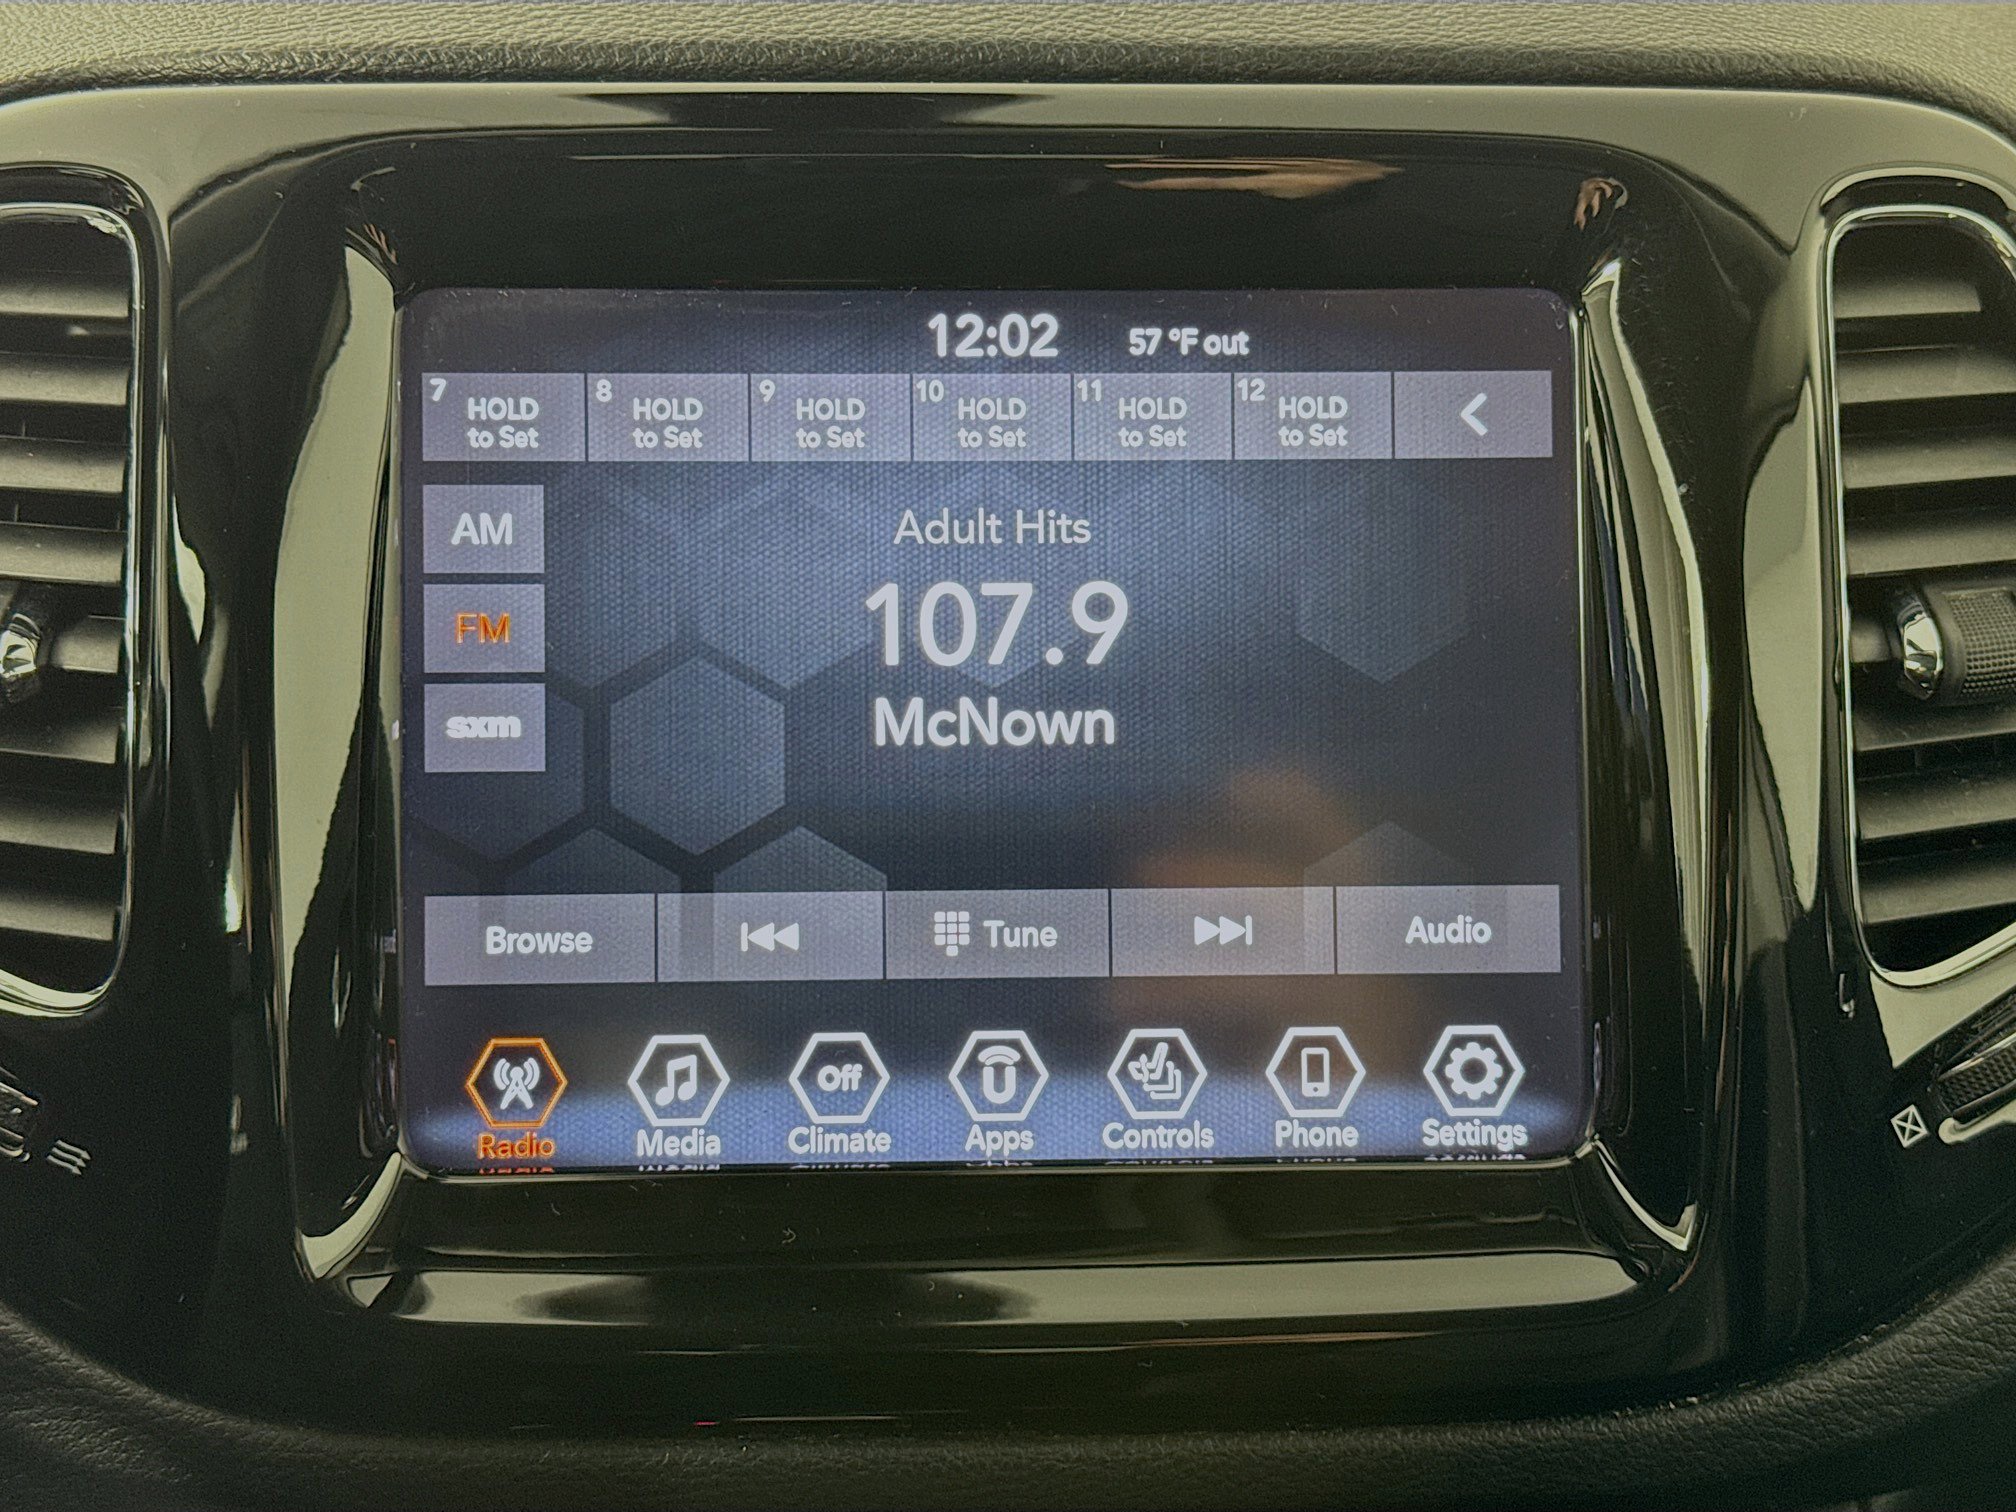 12:02 57 °F out
7 HOLD to Set
8 HOLD to Set
9 HOLD to Set
10 HOLD to Set
11 HOLD to Set
12 HOLD to Set
AM
FM
sxm
Adult Hits
107.9
McNown
Browse
Tune
Audio
Off
Radio
Media
Climate
Apps
Controls
Phone
Settings